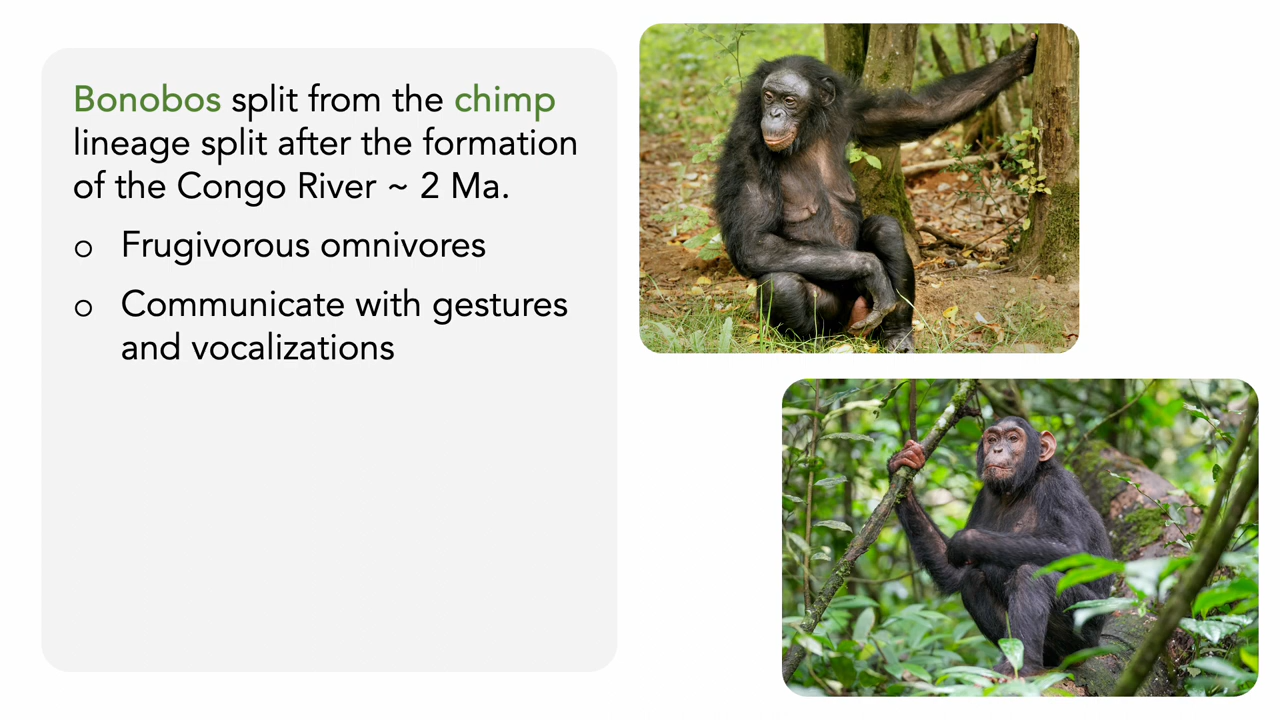 Bonobos split from the chimp
lineage split after the formation
of the Congo River ~ 2 Ma.
o Frugivorous omnivores
o Communicate with gestures
and vocalizations